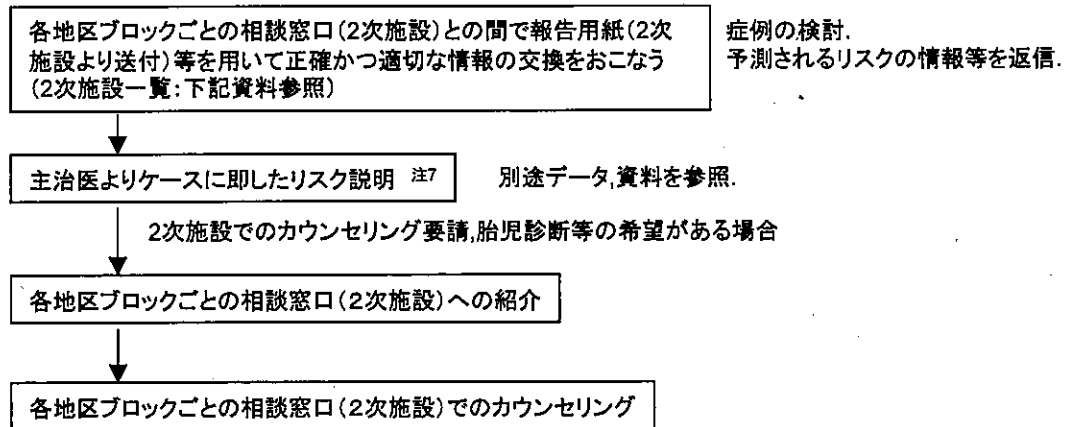 各地区ブロックごとの相談窓口(2次施設)との間で報告用紙(2次
施設より送付)等を用いて正確かつ適切な情報の交換をおこなう
(2次施設一覧:下記資料参照)
症例の検討.
予測されるリスクの情報等を返信.
主治医よりケースに即したリスク説明 注7
別途データ,資料を参照.
2次施設でのカウンセリング要請,胎児診断等の希望がある場合
各地区ブロックごとの相談窓口(2次施設)への紹介
各地区ブロックごとの相談窓口(2次施設)でのカウンセリング